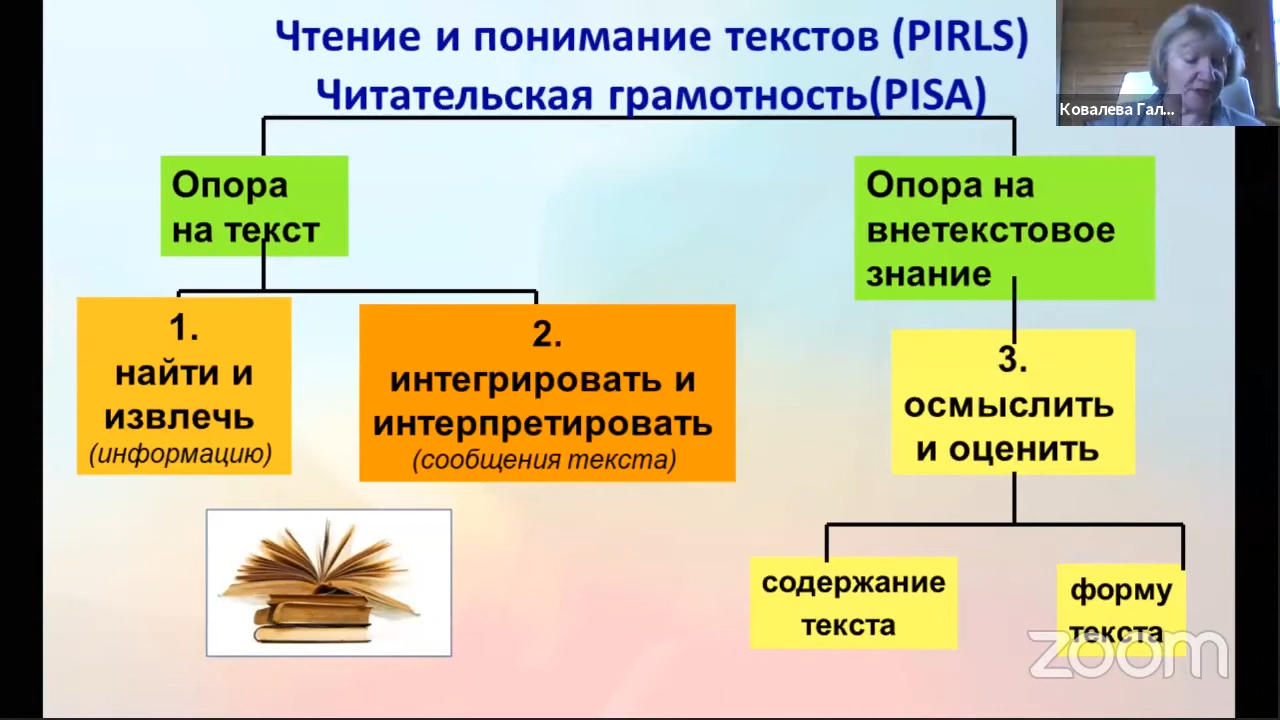 Чтение и понимание текстов (PIRLS)
Читательская грамотность(PISA)
Ковалева Гал...
Опора
на текст
Опора на
внетекстовое
знание
1.
найти и
извлечь
(информацию)
2.
интегрировать и
интерпретировать
(сообщения текста)
3.
осмыслить
и оценить
содержание
текста
форму
текста
zoom